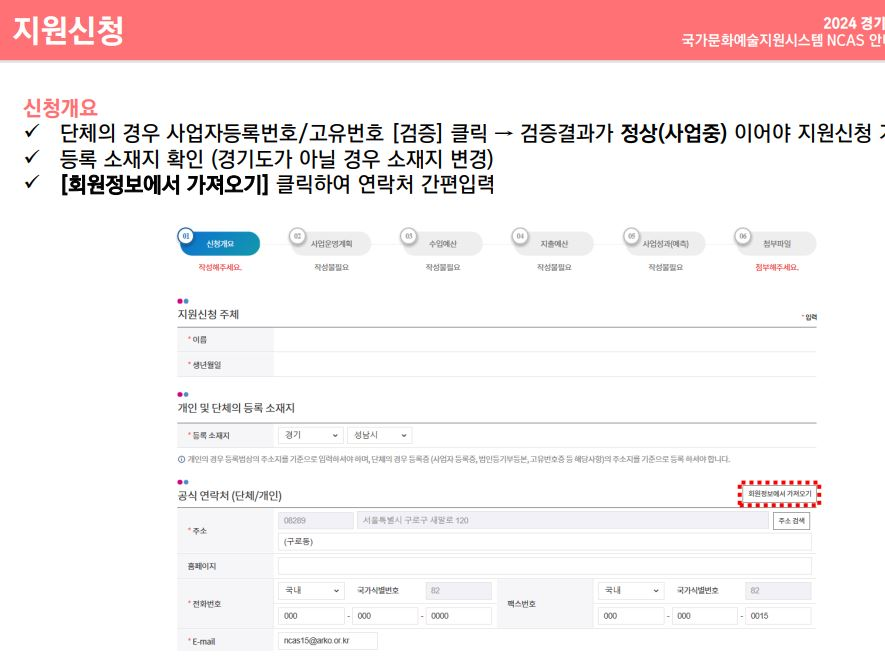 지원신청
2024 경기
국가문화예술지원시스템 NCAS 안
신청개요
✓ 단체의 경우 사업자등록번호/고유번호 [검증] 클릭 → 검증결과가 정상(사업중) 이어야 지원신청
✓ 등록 소재지 확인 (경기도가 아닐 경우 소재지 변경)
✓ [회원정보에서 가져오기] 클릭하여 연락처 간편입력
01 신청개요 02 사업운영계획 03 수입예산 04 지출예산 05 사업성과(예측) 06 첨부파일
작성해주세요. 작성불필요 작성불필요 작성불필요 작성불필요 첨부해주세요.
지원신청 주체
* 입력
* 이름
* 생년월일
개인 및 단체의 등록 소재지
* 등록 소재지 경기 성남시
개인의 경우 등록법상의 주소지를 기준으로 입력하셔야 하며, 단체의 경우 등록증 (사업자 등록증, 법인등기부등본, 고유번호증 등 해당사항)의 주소지를 기준으로 등록 하셔야 합니다.
공식 연락처 (단체/개인) 회원정보에서 가져오기
* 주소 08289 서울특별시 구로구 새말로 120 주소 검색
(구로동)
홈페이지
* 전화번호 국내 국가식별번호 82 팩스번호 국내 국가식별번호 82
000 - 000 - 0000 000 - 000 - 0015
* E-mail ncas15@arko.or.kr